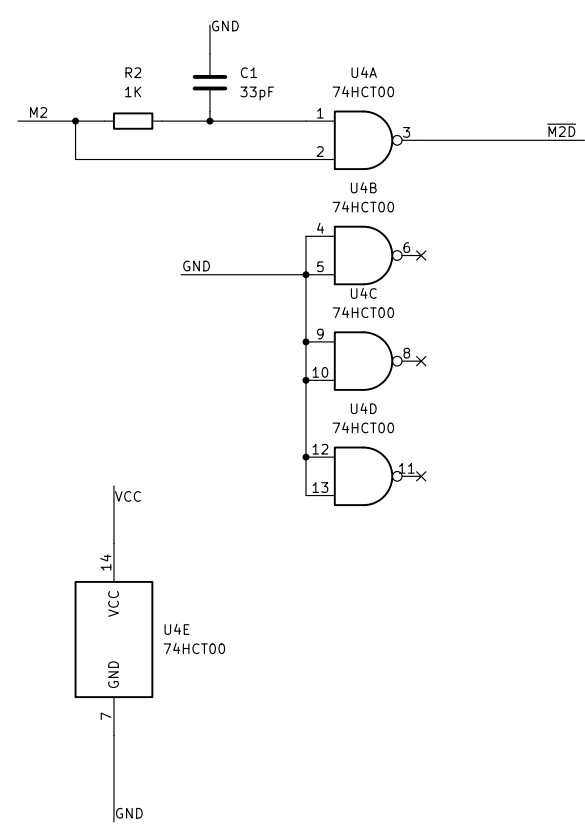 GND
R2
1K
C1
33pF
U4A
74HCT00
M2
1
2
3
M2D
U4B
74HCT00
4
5
6
GND
U4C
74HCT00
9
10
8
U4D
74HCT00
12
13
11
VCC
14
VCC
GND
U4E
74HCT00
7
GND